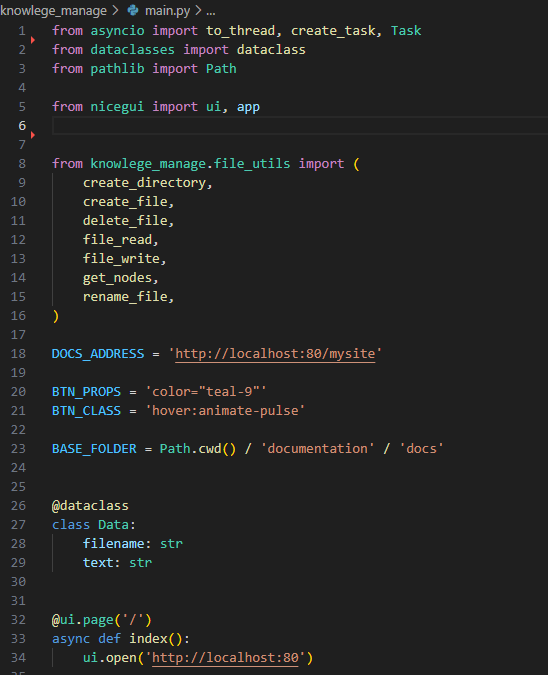 knowlege_manage > main.py > ...
1 from asyncio import to_thread, create_task, Task
2 from dataclasses import dataclass
3 from pathlib import Path
4
5 from nicegui import ui, app
6
7
8 from knowlege_manage.file_utils import (
9     create_directory,
10     create_file,
11     delete_file,
12     file_read,
13     file_write,
14     get_nodes,
15     rename_file,
16 )
17
18 DOCS_ADDRESS = 'http://localhost:80/mysite'
19
20 BTN_PROPS = 'color="teal-9"'
21 BTN_CLASS = 'hover:animate-pulse'
22
23 BASE_FOLDER = Path.cwd() / 'documentation' / 'docs'
24
25
26 @dataclass
27 class Data:
28     filename: str
29     text: str
30
31
32 @ui.page('/')
33 async def index():
34     ui.open('http://localhost:80')